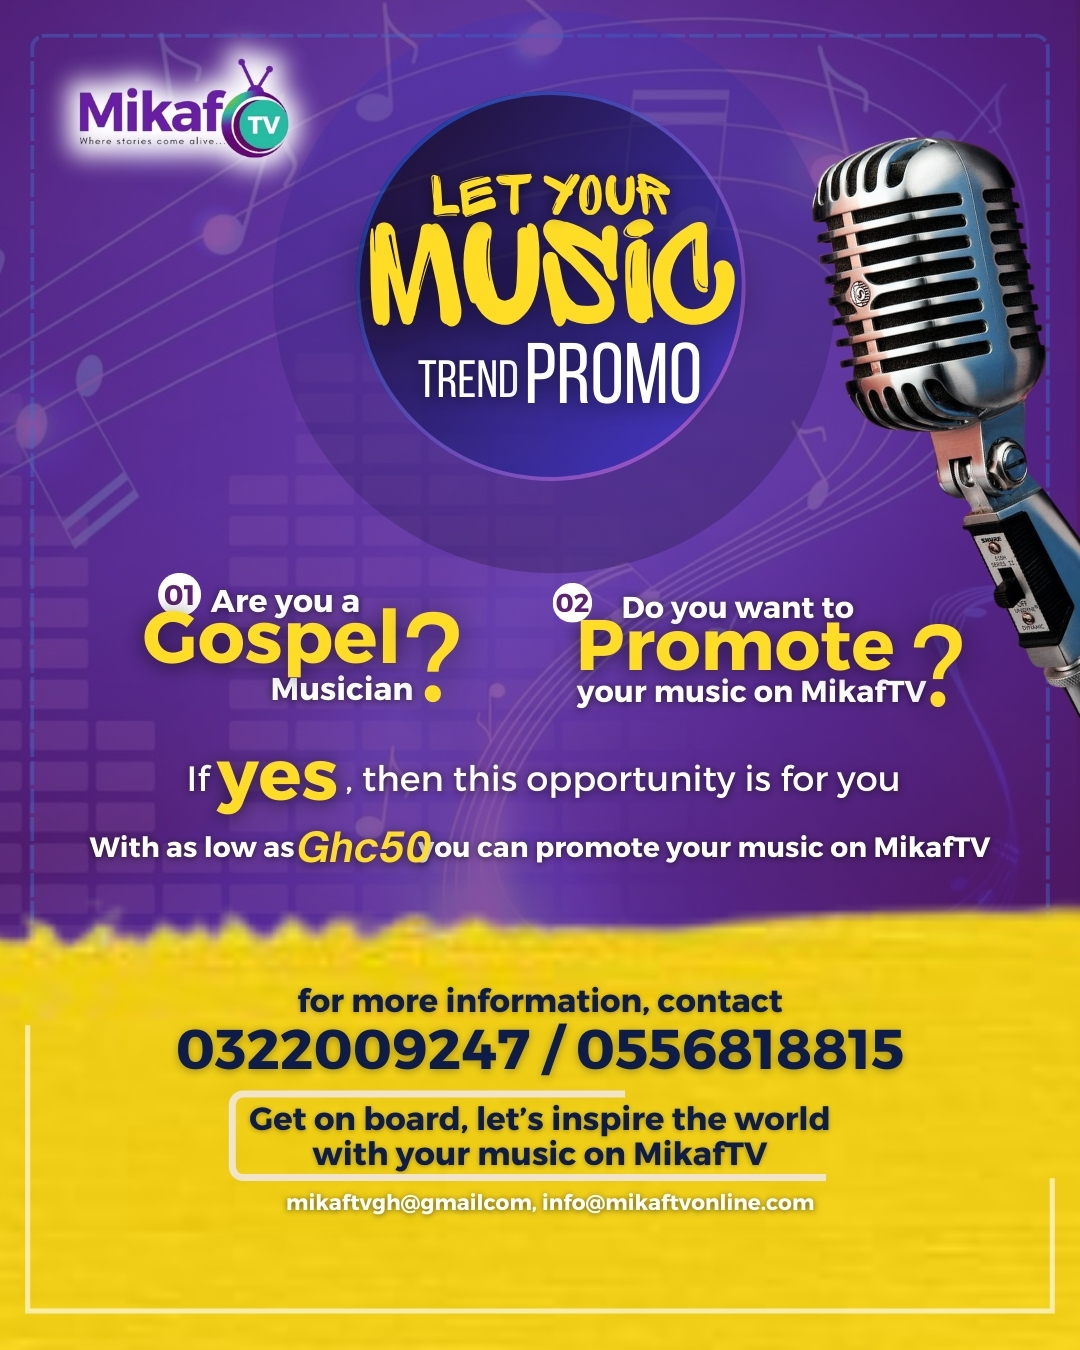 Mikaf TV
Where stories come alive...
LET YOUR
MUSIC
TREND PROMO
01 Are you a
Gospel?
Musician
02 Do you want to
Promote?
your music on MikafTV
If yes, then this opportunity is for you
With as low as Ghc50 you can promote your music on MikafTV
SHURE
OFF
for more information, contact
0322009247 / 0556818815
Get on board, let's inspire the world
with your music on MikafTV
mikaftvgh@gmailcom, info@mikaftvonline.com